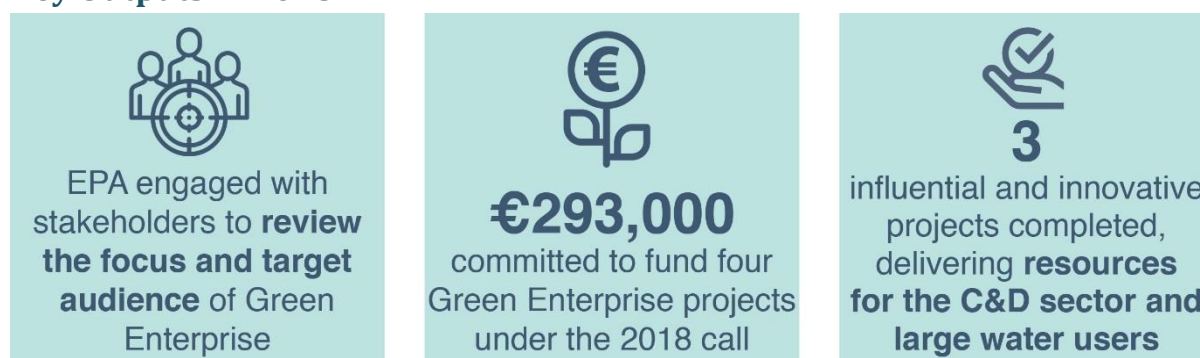 EPA engaged with
stakeholders to review
the focus and target
audience of Green
Enterprise
€
€293,000
committed to fund four
Green Enterprise projects
under the 2018 call
3
influential and innovative
projects completed,
delivering resources
for the C&D sector and
large water users